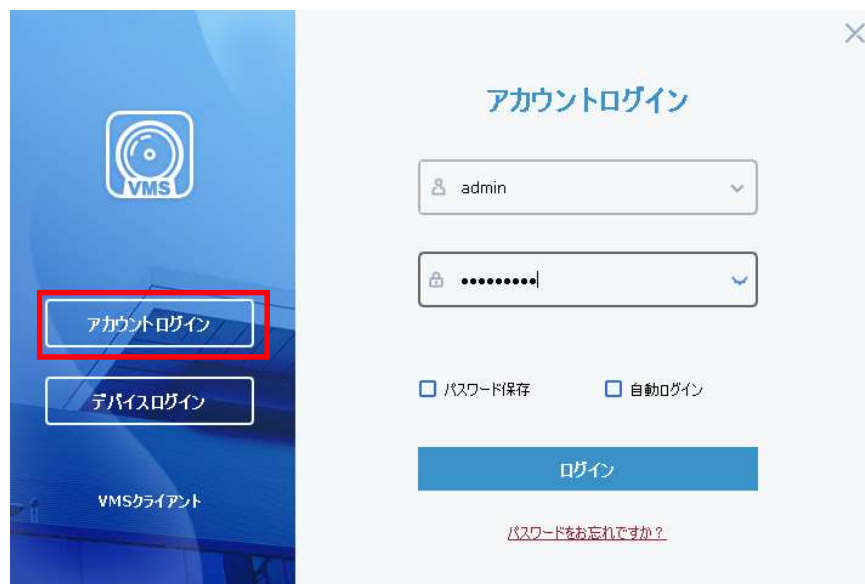 VMS
アカウントログイン
デバイスログイン
VMSクライアント
アカウントログイン
admin
•••••••••
パスワード保存
自動ログイン
ログイン
パスワードをお忘れですか？